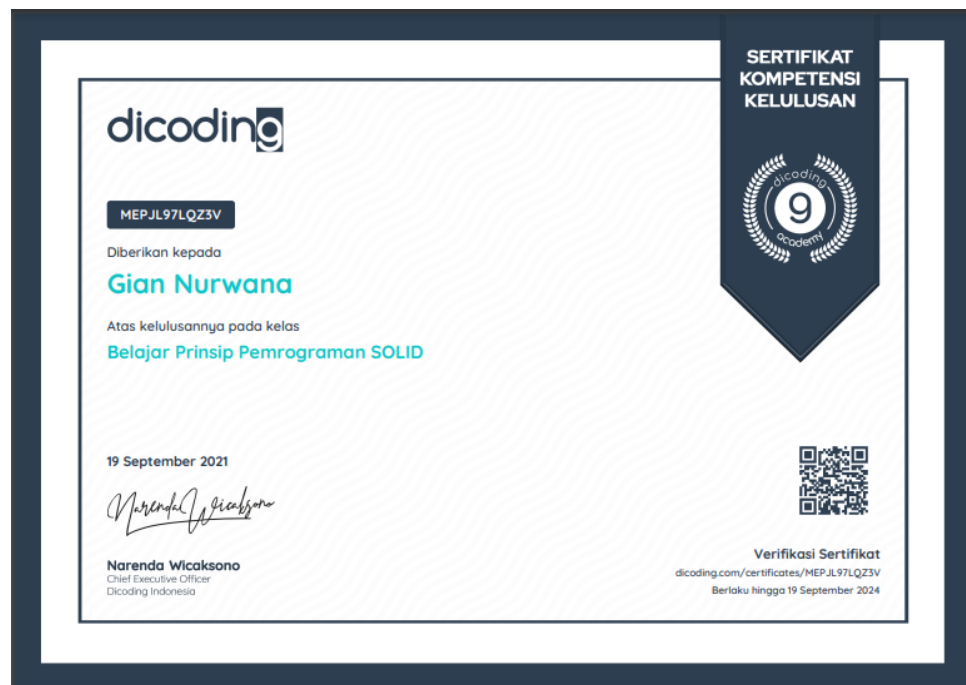 SERTIFIKAT
KOMPETENSI
KELULUSAN
dicoding
dicoding
9
academy
MEPJL97LQZ3V
Diberikan kepada
Gian Nurwana
Atas kelulusannya pada kelas
Belajar Prinsip Pemrograman SOLID
19 September 2021
Narenda Wicaksono
Narenda Wicaksono
Chief Executive Officer
Dicoding Indonesia
Verifikasi Sertifikat
dicoding.com/certificates/MEPJL97LQZ3V
Berlaku hingga 19 September 2024